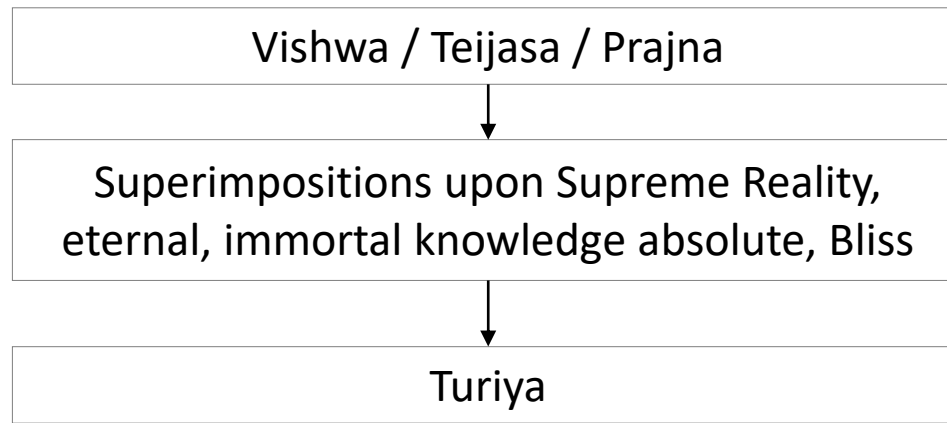 Vishwa / Teijasa / Prajna
Superimpositions upon Supreme Reality,
eternal, immortal knowledge absolute, Bliss
Turiya